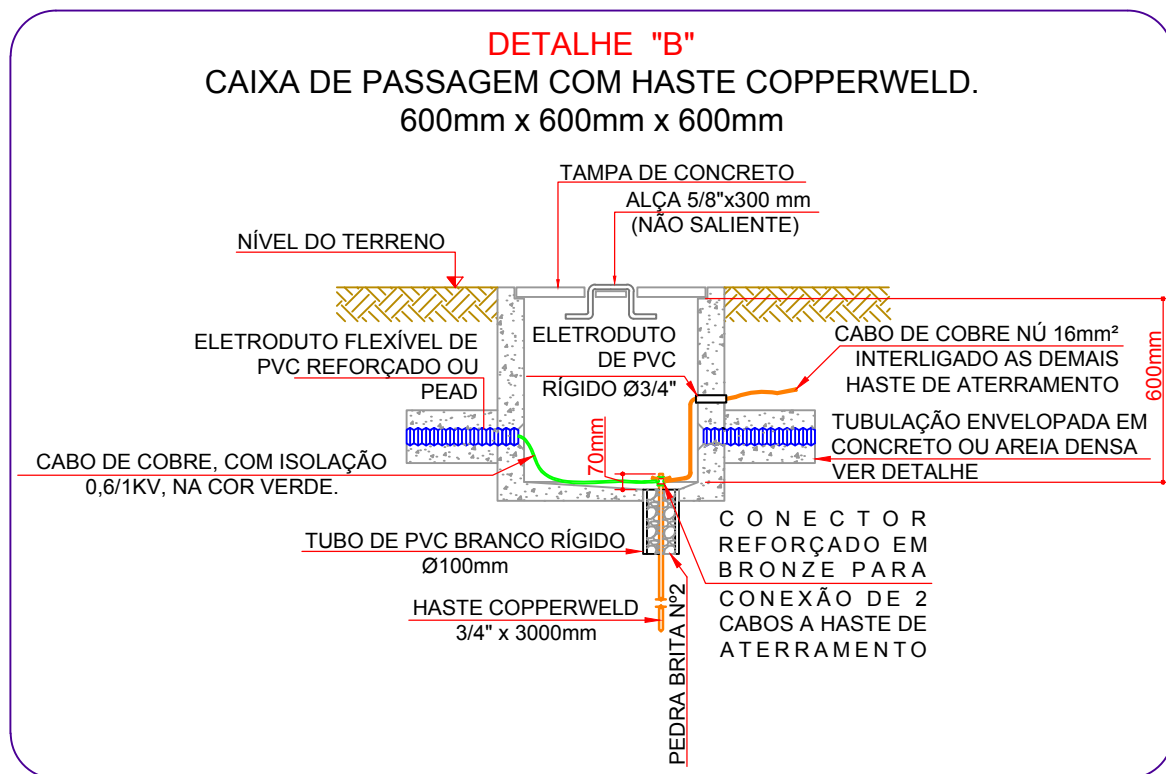 DETALHE "B"
CAIXA DE PASSAGEM COM HASTE COPPERWELD.
600mm x 600mm x 600mm
TAMPA DE CONCRETO
ALÇA 5/8"x300 mm
(NÃO SALIENTE)
NÍVEL DO TERRENO
ELETRODUTO FLEXÍVEL DE
PVC REFORÇADO OU
PEAD
ELETRODUTO
DE PVC
RÍGIDO Ø3/4"
CABO DE COBRE NÚ 16mm²
INTERLIGADO AS DEMAIS
HASTE DE ATERRAMENTO
600mm
TUBULAÇÃO ENVELOPADA EM
CONCRETO OU AREIA DENSA
VER DETALHE
CABO DE COBRE, COM ISOLAÇÃO
0,6/1KV, NA COR VERDE.
70mm
TUBO DE PVC BRANCO RÍGIDO
Ø100mm
HASTE COPPERWELD
3/4" x 3000mm
PEDRA BRITA Nº2
CONECTOR
REFORÇADO EM
BRONZE PARA
CONEXÃO DE 2
CABOS A HASTE DE
ATERRAMENTO